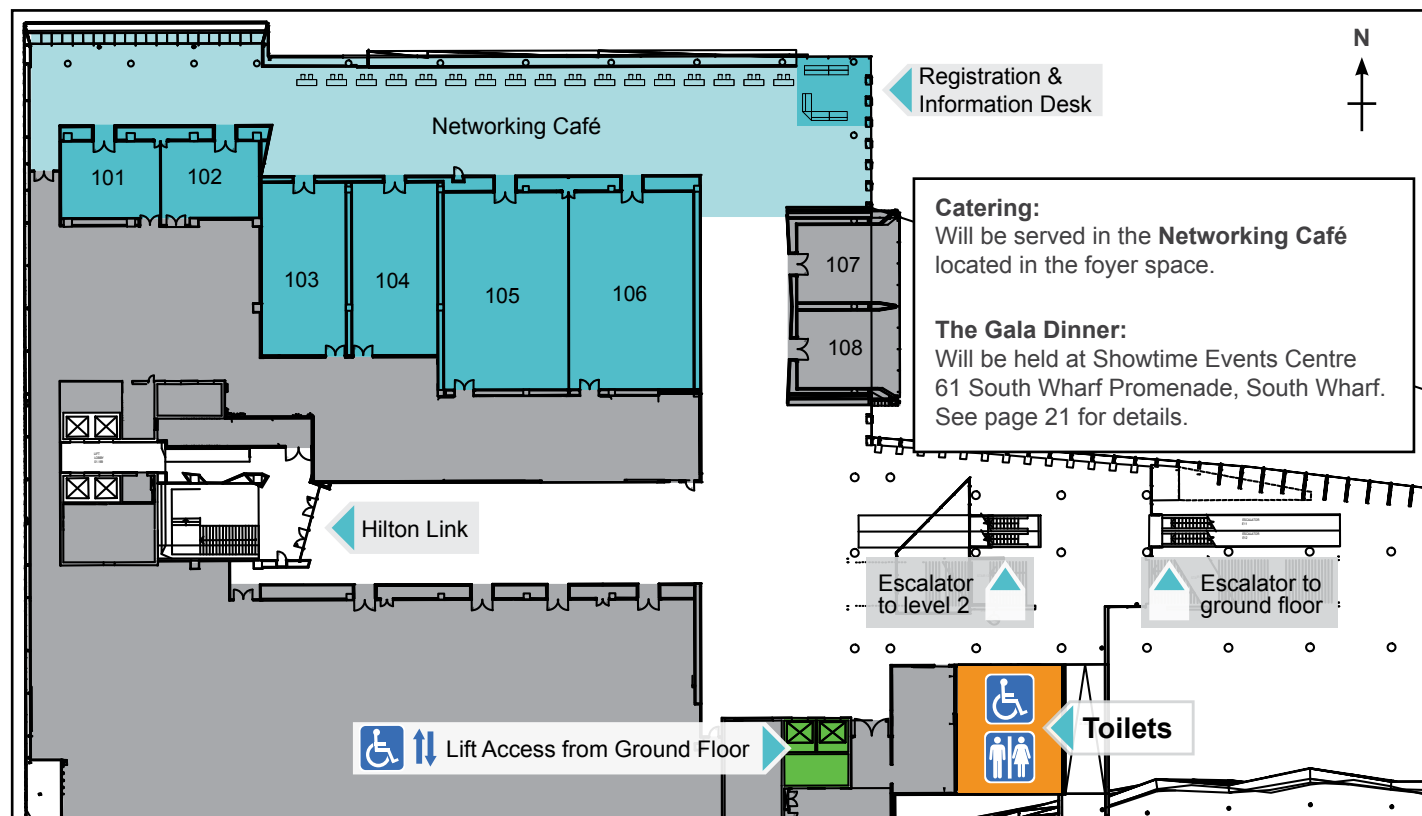 N
Registration &
Information Desk
Networking Café
101
102
103
104
105
106
107
108
Catering:
Will be served in the Networking Café
located in the foyer space.
The Gala Dinner:
Will be held at Showtime Events Centre
61 South Wharf Promenade, South Wharf.
See page 21 for details.
Hilton Link
Escalator
to level 2
Escalator to
ground floor
Lift Access from Ground Floor
Toilets